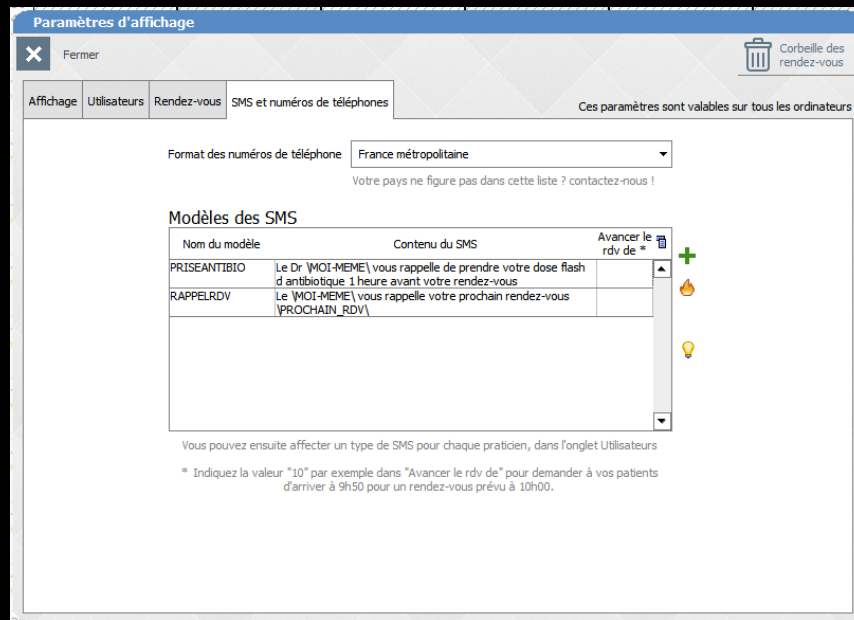 Paramètres d'affichage
Fermer
Corbeille des
rendez-vous
Affichage
Utilisateurs
Rendez-vous
SMS et numéros de téléphones
Ces paramètres sont valables sur tous les ordinateurs
Format des numéros de téléphone
France métropolitaine
Votre pays ne figure pas dans cette liste ? contactez-nous !
Modèles des SMS
Nom du modèle
Contenu du SMS
Avancer le
rdv de *
PRISEANTIBIO
Le Dr \MOI-MEME\ vous rappelle de prendre votre dose flash
d antibiotique 1 heure avant votre rendez-vous
RAPPELRDV
Le \MOI-MEME\ vous rappelle votre prochain rendez-vous
\PROCHAIN_RDV\
Vous pouvez ensuite affecter un type de SMS pour chaque praticien, dans l'onglet Utilisateurs
* Indiquez la valeur "10" par exemple dans "Avancer le rdv de" pour demander à vos patients
d'arriver à 9h50 pour un rendez-vous prévu à 10h00.